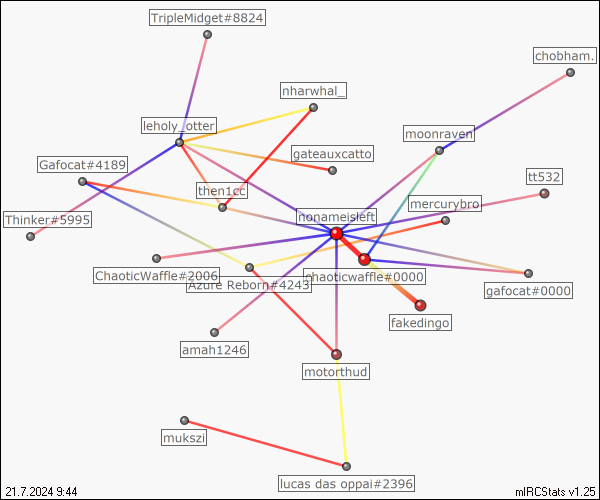 TripleMidget#8824
chobham.
nharwhal_
leholy_otter
moonraven
gateauxcatto
Gafocat#4189
tt532
then1cc
mercurybro
nonameisleft
Thinker#5995
ChaoticWaffle#2006
chaoticwaffle#0000
Azure Reborn#4243
gafocat#0000
fakedingo
amah1246
motorthud
mukszi
lucas das oppai#2396
21.7.2024 9:44
mIRCStats v1.25